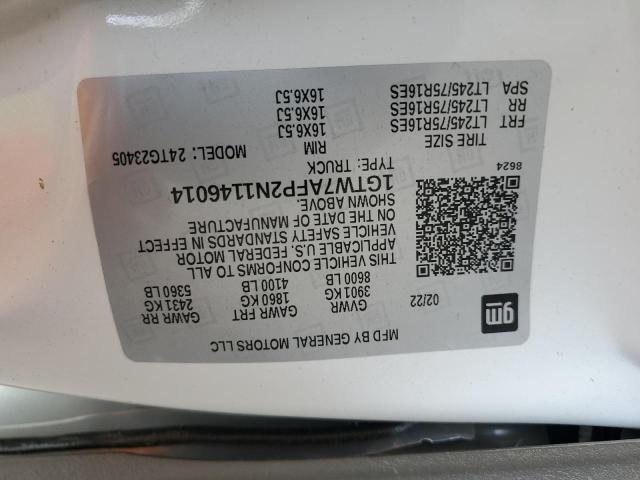 MFD BY GENERAL MOTORS LLC
gm
02/22
GVWR GAWR FRT GAWR RR
3901 KG 1860 KG 2431 KG
8600 LB 4100 LB 5360 LB
THIS VEHICLE CONFORMS TO ALL
APPLICABLE U.S. FEDERAL MOTOR
VEHICLE SAFETY STANDARDS IN EFFECT
ON THE DATE OF MANUFACTURE
SHOWN ABOVE.
1GTW7AFP2N1146014
TYPE: TRUCK
MODEL: 24TG23405
8624
TIRE SIZE RIM
FRT LT245/75R16ES 16X6.5J
RR LT245/75R16ES 16X6.5J
SPA LT245/75R16ES 16X6.5J